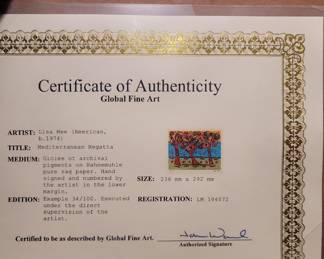 Certificate of Authenticity
Global Fine Art
ARTIST: Lisa Mee (American,
b.1974)
TITLE: Mediterranean Regatta
MEDIUM: Giclee of archival
pigments on Hahnemuhle
pure rag paper. Hand
signed and numbered by
the artist in the lower
margin.
SIZE: 236 mm x 292 mm
EDITION: Example 34/100. Executed
under the direct
supervision of the
artist.
REGISTRATION: LM 104072
Certified to be as described by Global Fine Art.
Authorized Signature